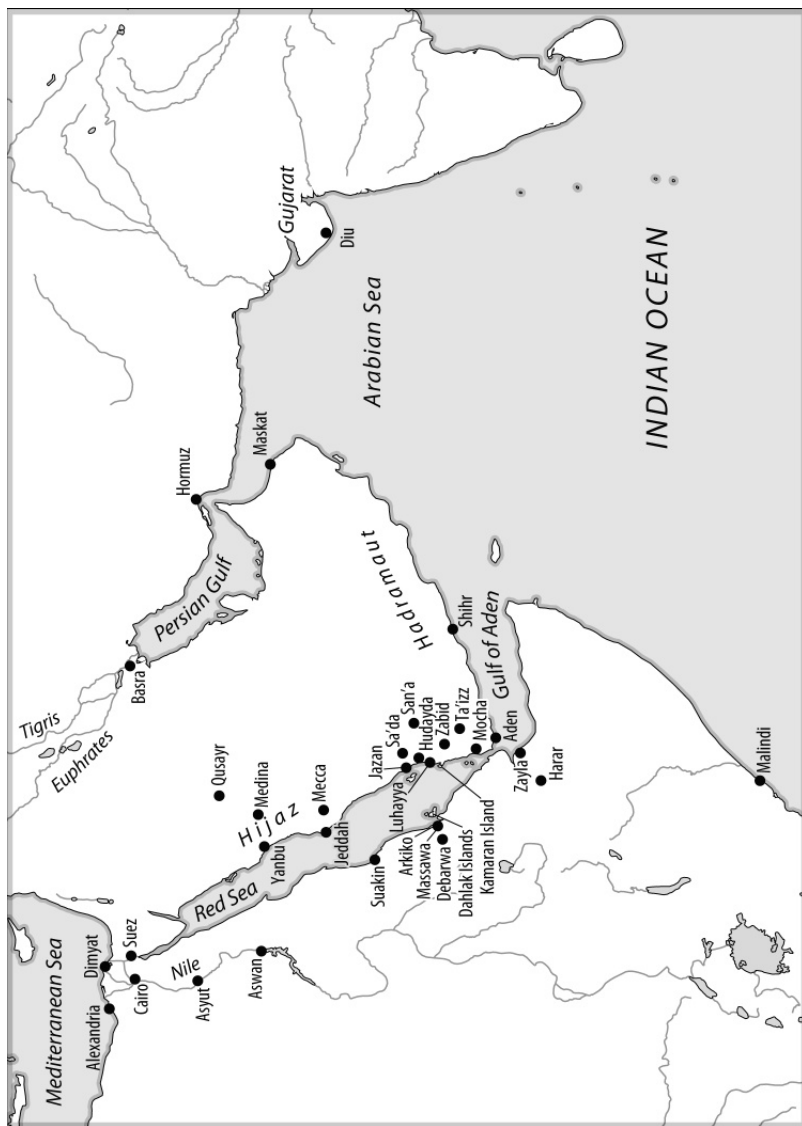 Mediterranean Sea
Alexandria
Dimyat
Cairo
Suez
Nile
Asyut
Aswan
Red Sea
Hijaz
Yanbu
Medina
Qusayr
Jeddah
Mecca
Suakin
Arkiko
Massawa
Debarwa
Dahlak Islands
Kamaran Island
Luhayya
Jazan
Sa'da
San'a
Hudayda
Zabid
Ta'izz
Mocha
Aden
Zayla
Harar
Gulf of Aden
Shihr
Hadramaut
Malindi
Tigris
Euphrates
Basra
Persian Gulf
Hormuz
Maskat
Arabian Sea
Gujarat
Diu
INDIAN OCEAN